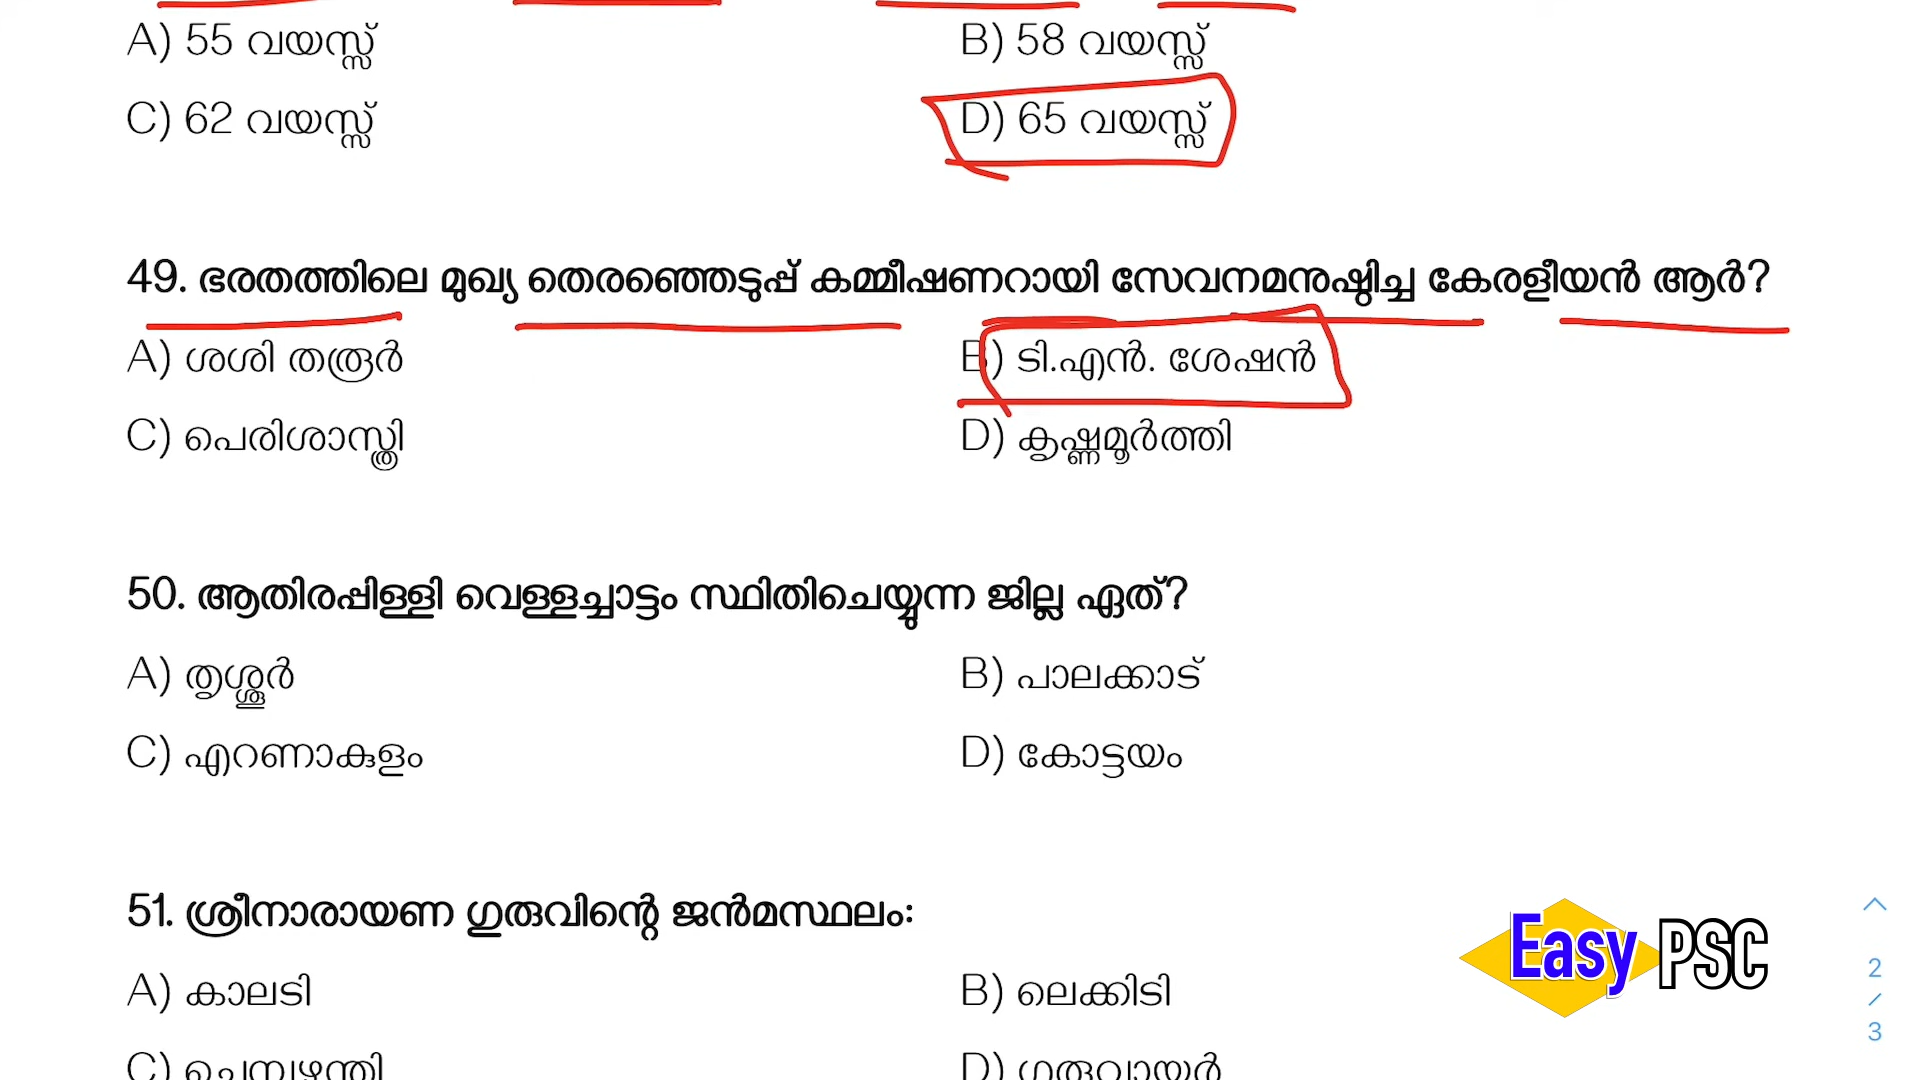 A) 55 വയസ്സ്
B) 58 വയസ്സ്
C) 62 വയസ്സ്
D) 65 വയസ്സ്
49. ഭരതത്തിലെ മുഖ്യ തെരഞ്ഞെടുപ്പ് കമ്മീഷണറായി സേവനമനുഷ്ഠിച്ച കേരളീയൻ ആർ?
A) ശശി തരൂർ
B) ടി.എൻ. ശേഷൻ
C) പെരിശാസ്ത്രി
D) കൃഷ്ണമൂർത്തി
50. ആതിരപ്പിള്ളി വെള്ളച്ചാട്ടം സ്ഥിതിചെയ്യുന്ന ജില്ല ഏത്?
A) തൃശ്ശൂർ
B) പാലക്കാട്
C) എറണാകുളം
D) കോട്ടയം
51. ശ്രീനാരായണ ഗുരുവിന്റെ ജൻമസ്ഥലം:
A) കാലടി
B) ലെക്കിടി
C) ചെമ്പഴന്തി
D) ഗുരുവായൂർ
Easy PSC
2
/
3